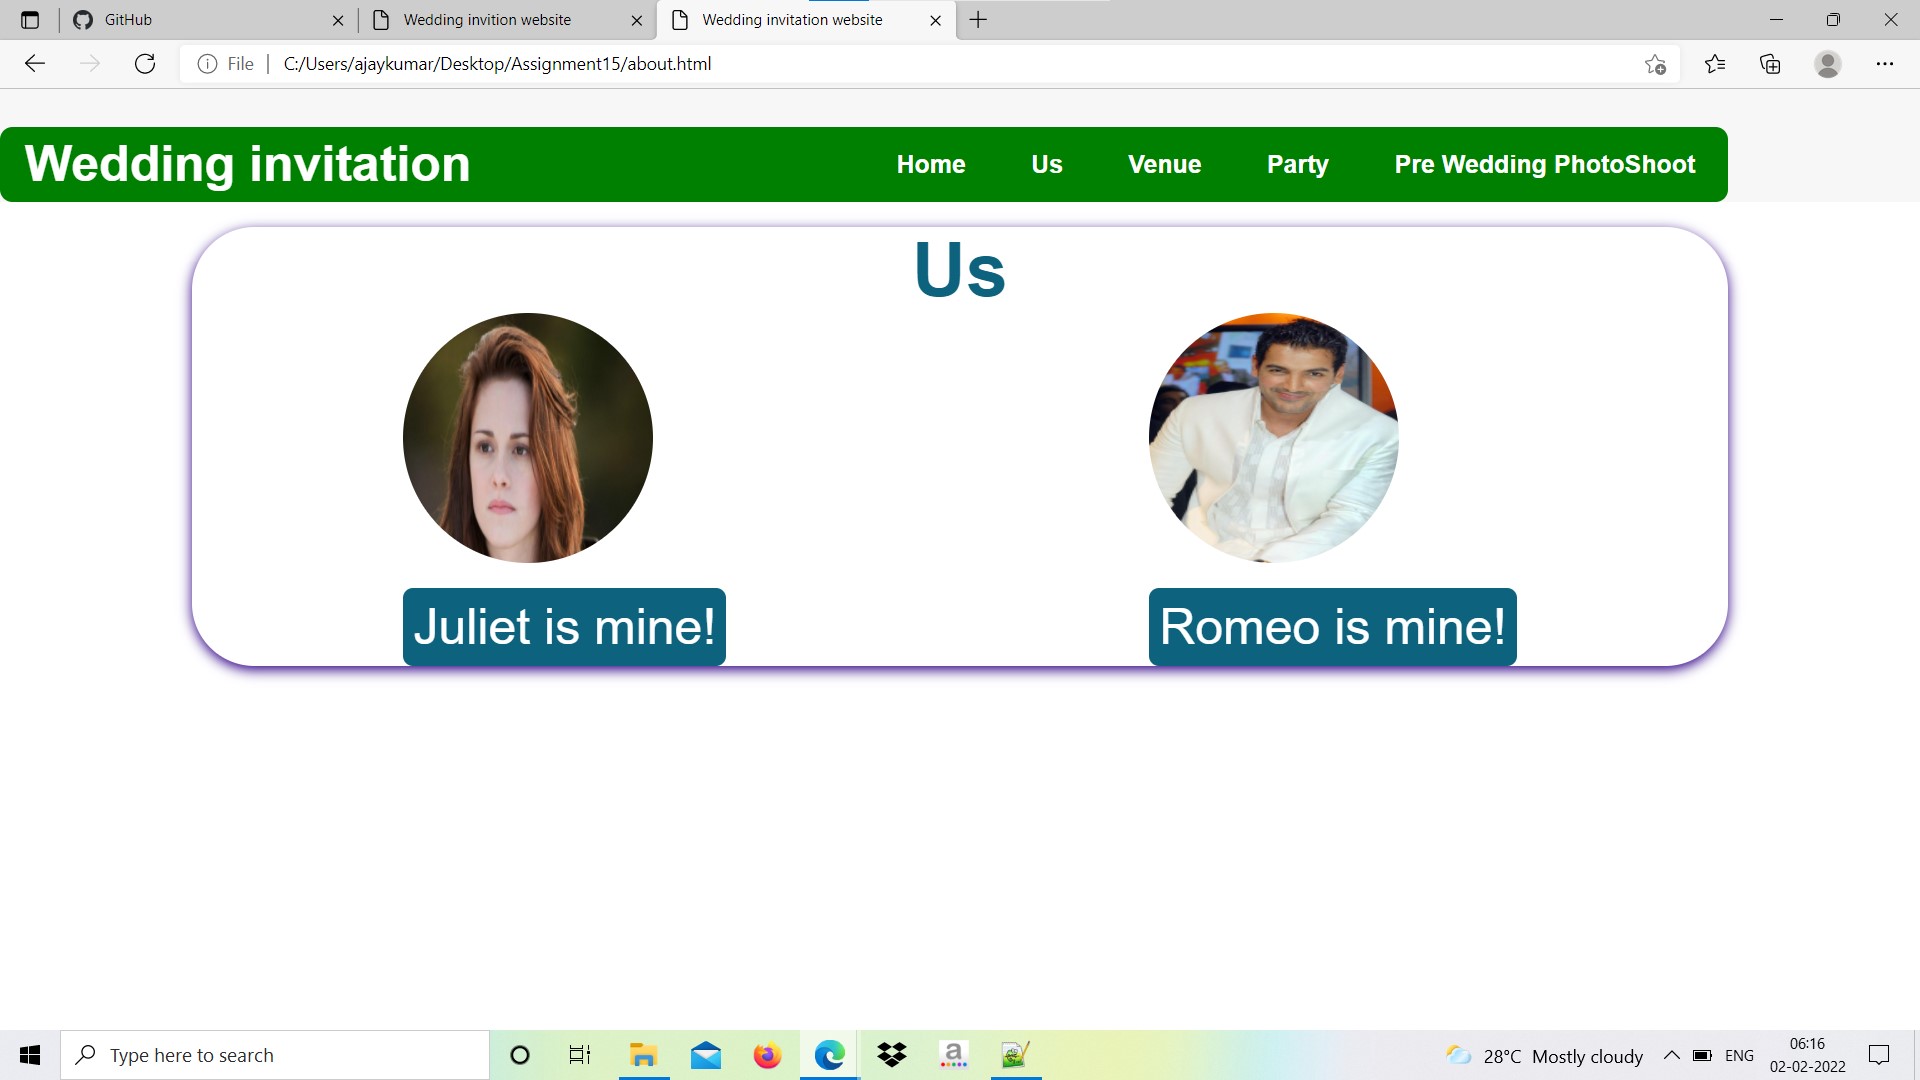 GitHub
Wedding invition website
Wedding invitation website
File
C:/Users/ajaykumar/Desktop/Assignment15/about.html
Wedding invitation
Home
Us
Venue
Party
Pre Wedding PhotoShoot
Us
Juliet is mine!
Romeo is mine!
Type here to search
a
28°C Mostly cloudy
ENG
06:16
02-02-2022